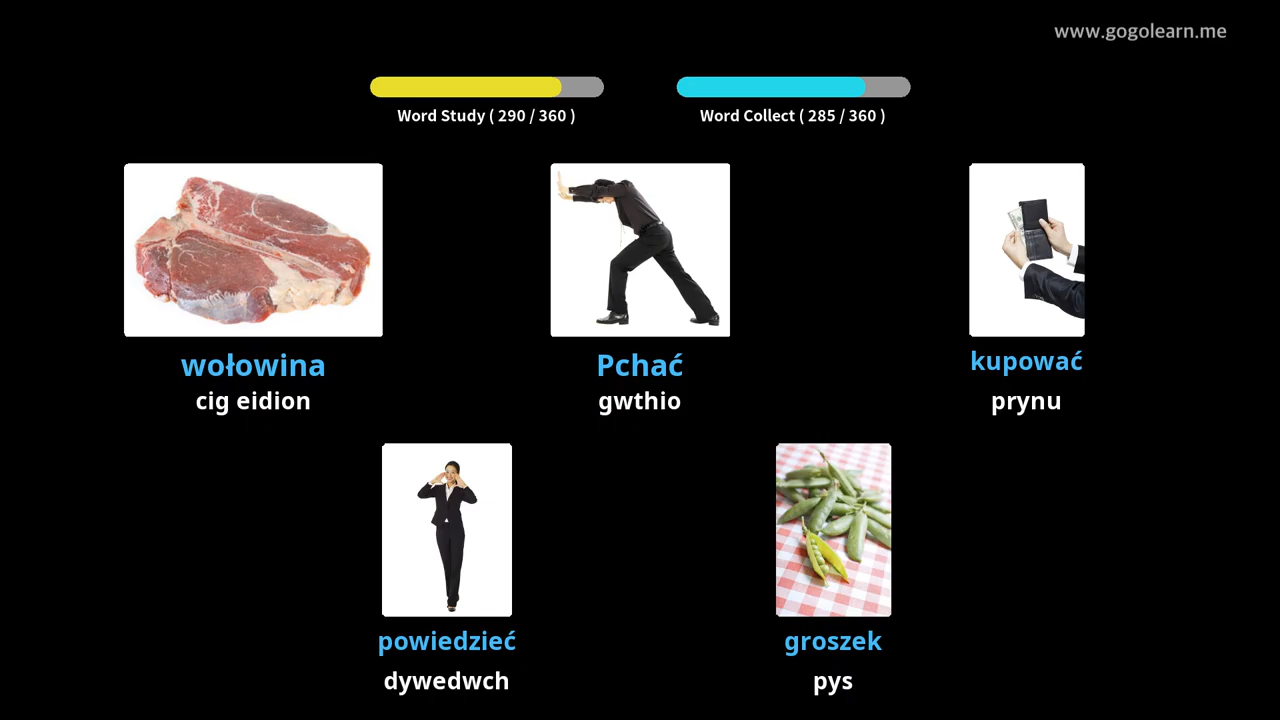 www.gogolearn.me
Word Study ( 290 / 360 )
Word Collect ( 285 / 360 )
wołowina
cig eidion
Pchać
gwthio
kupować
prynu
powiedzieć
dywedwch
groszek
pys